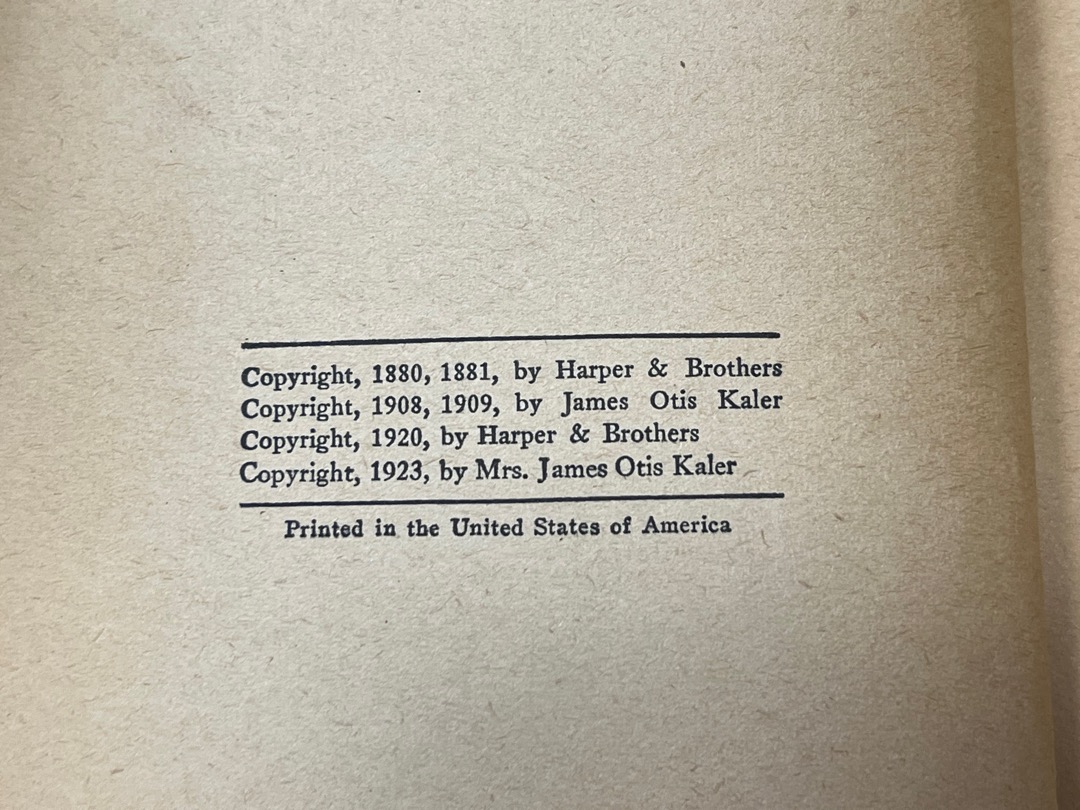 Copyright, 1880, 1881, by Harper & Brothers
Copyright, 1908, 1909, by James Otis Kaler
Copyright, 1920, by Harper & Brothers
Copyright, 1923, by Mrs. James Otis Kaler
Printed in the United States of America